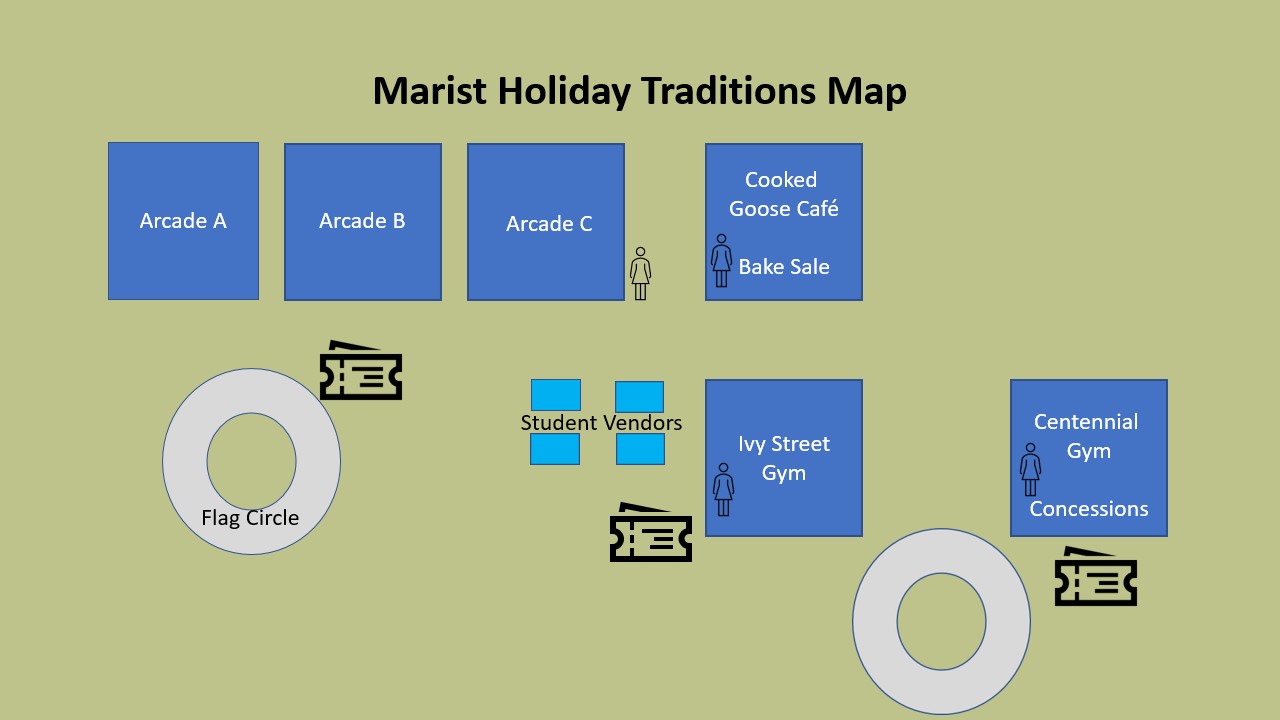 Marist Holiday Traditions Map
Arcade A
Arcade B
Arcade C
Cooked
Goose Café
Bake Sale
Student Vendors
Ivy Street
Gym
Centennial
Gym
Concessions
Flag Circle